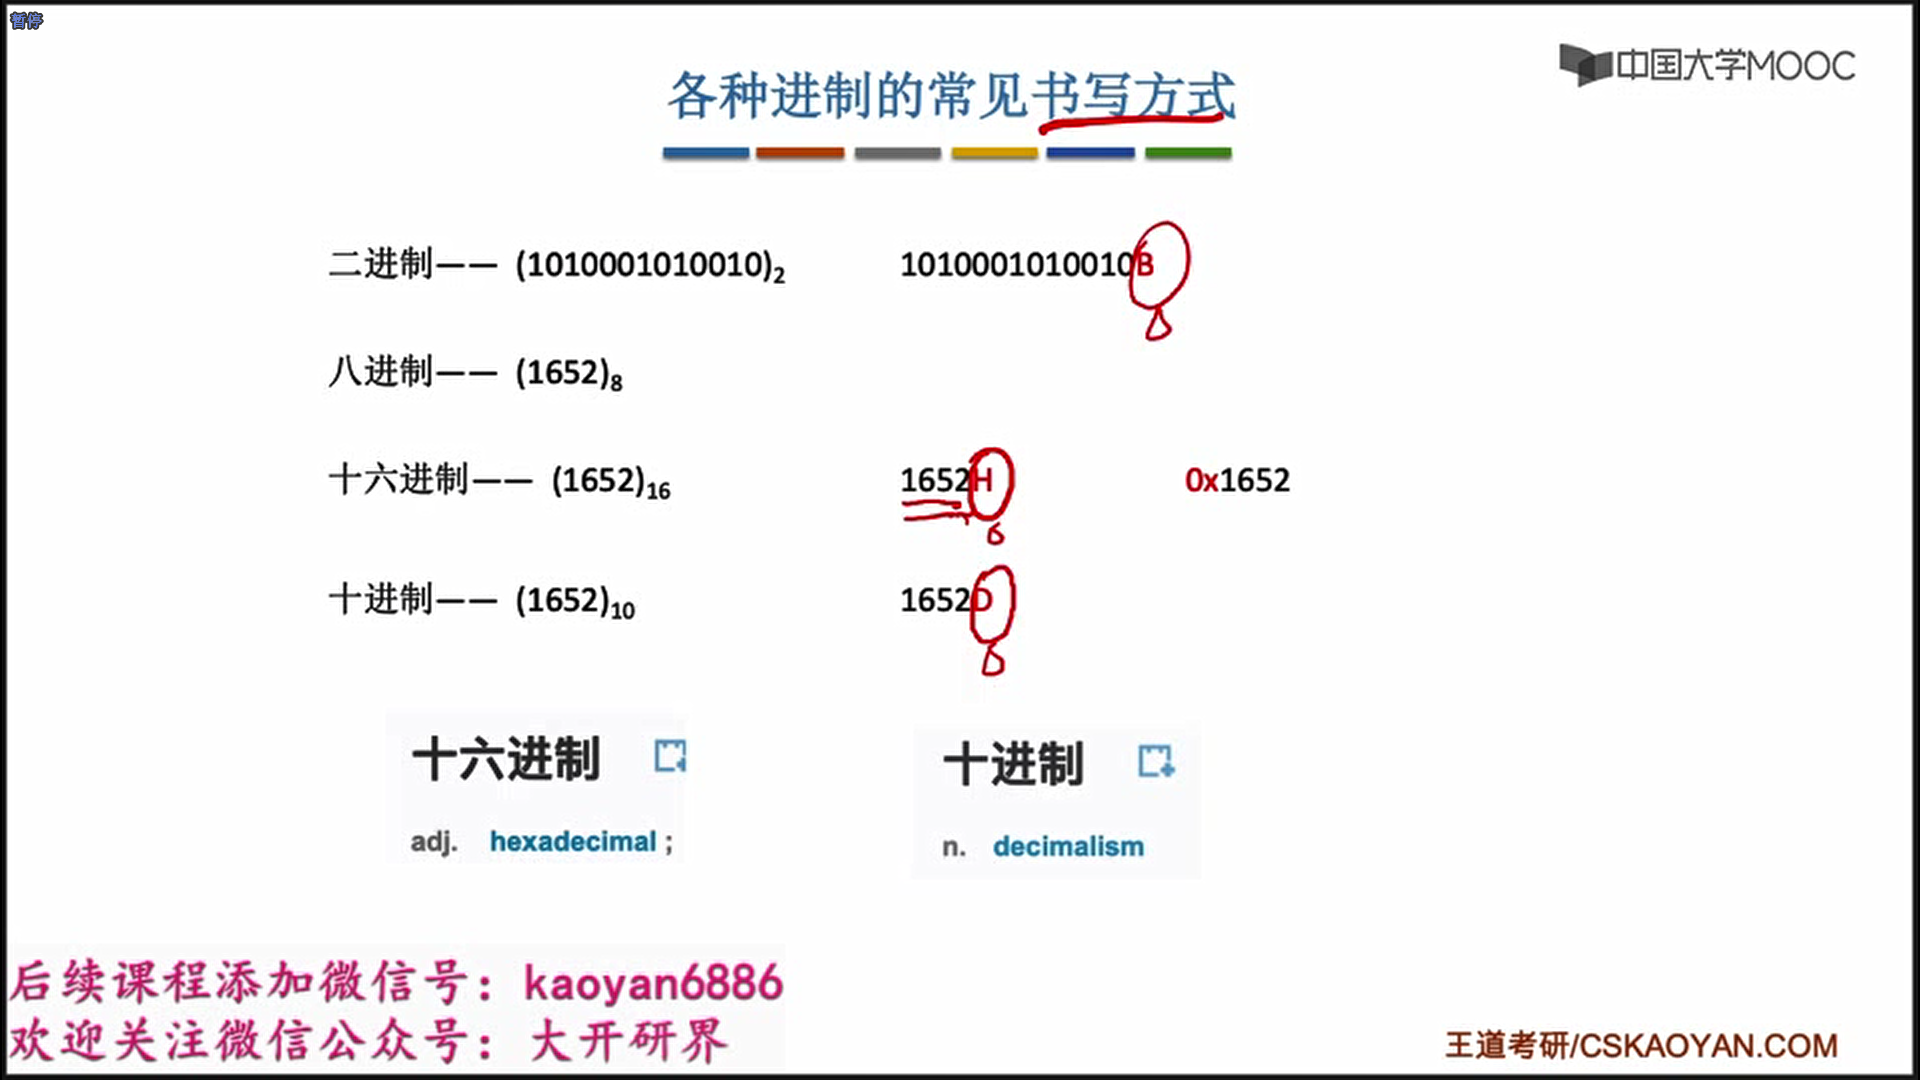 暂停
中国大学MOOC
各种进制的常见书写方式
二进制—— (1010001010010)₂ 1010001010010B
八进制—— (1652)₈
十六进制—— (1652)₁₆ 1652H 0x1652
十进制—— (1652)₁₀ 1652D
十六进制
adj. hexadecimal ;
十进制
n. decimalism
后续课程添加微信号：kaoyan6886
欢迎关注微信公众号：大开研界
王道考研/CSKAOYAN.COM